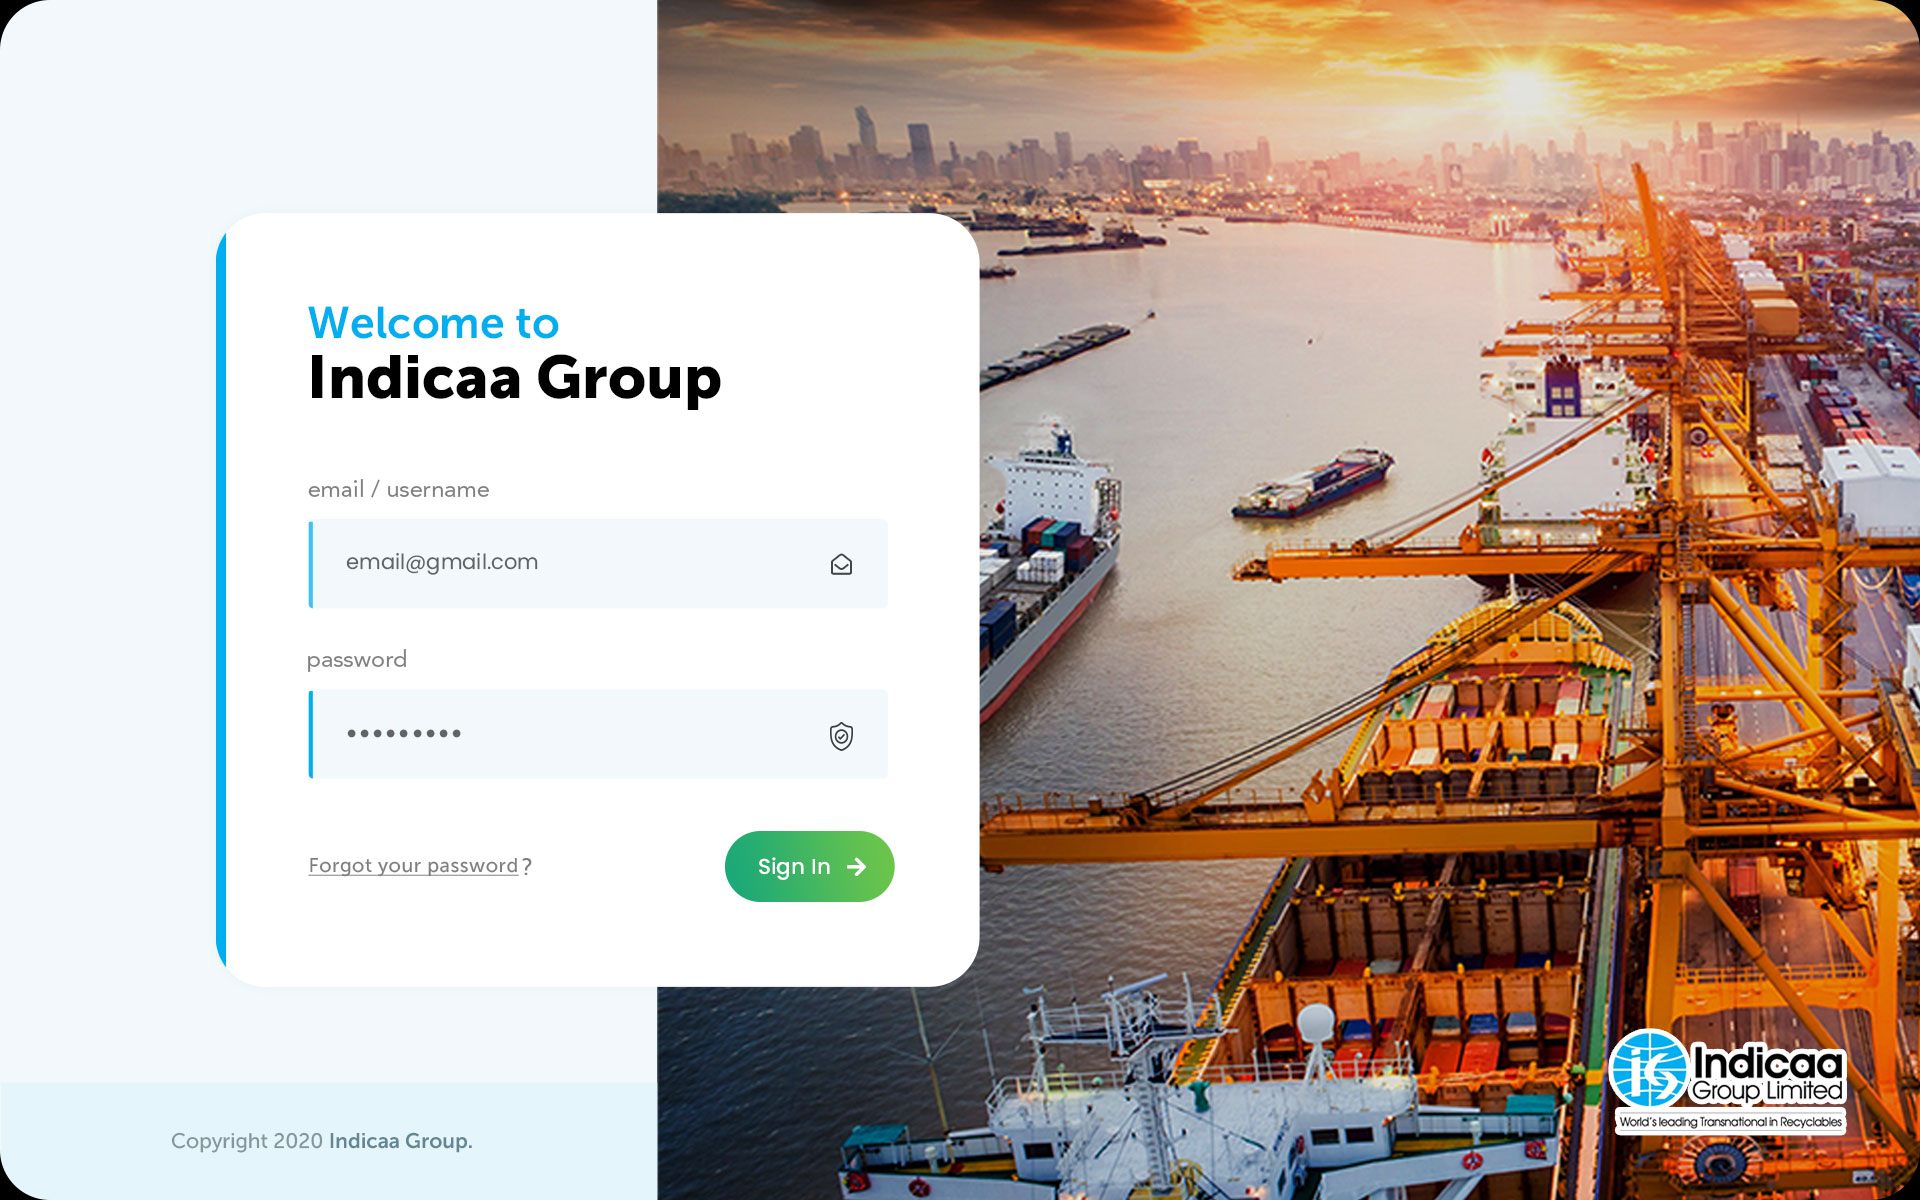 Welcome to
Indicaa Group
email / username
email@gmail.com
password
•••••••••
Forgot your password?
Sign In
Copyright 2020 Indicaa Group.
Indicaa
Group Limited
World's leading Transnational in Recyclables